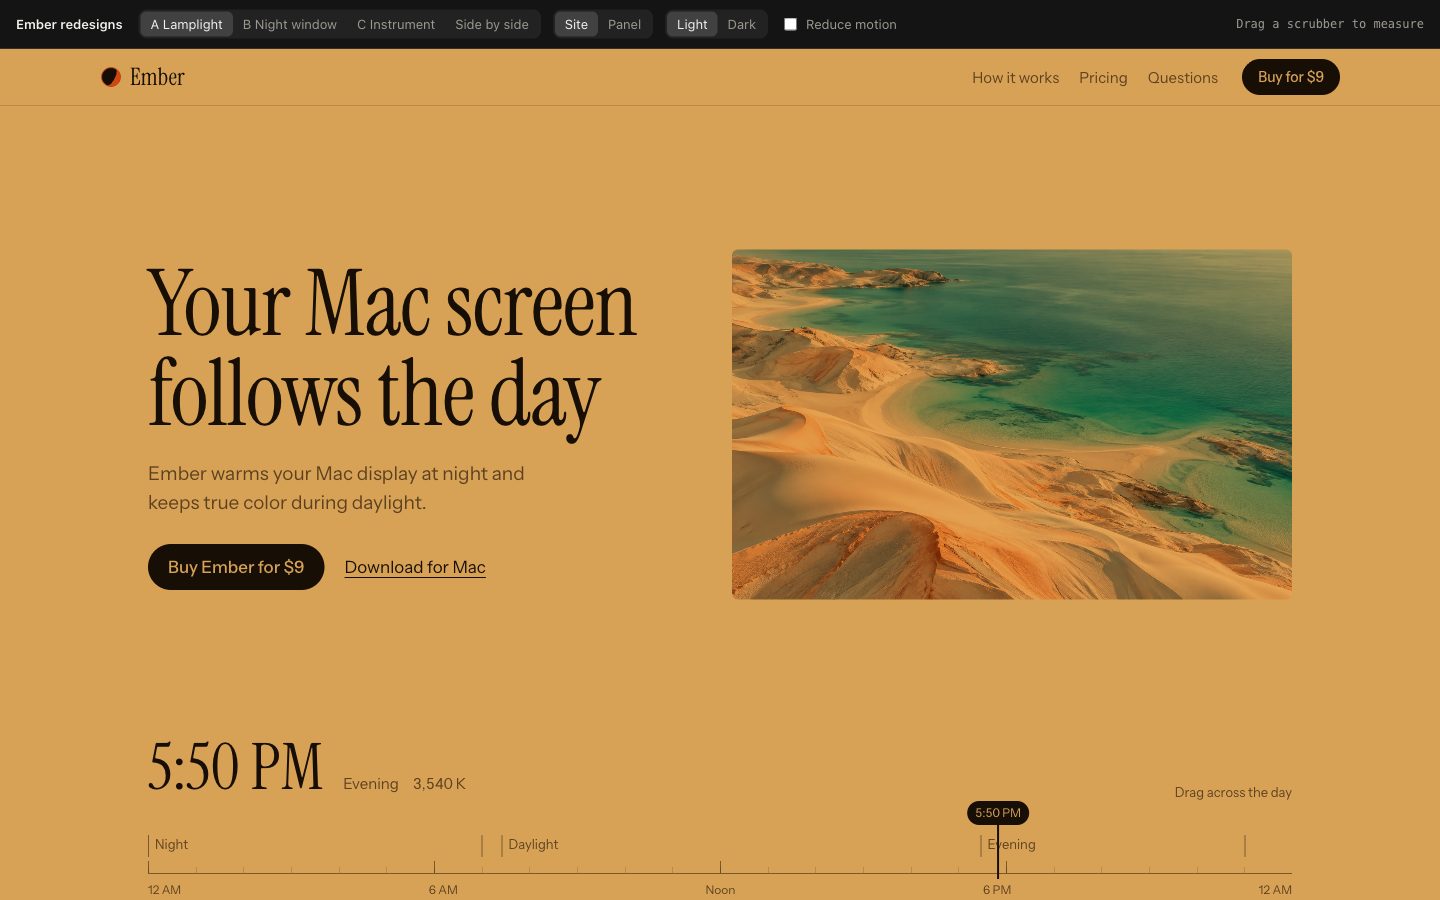 Ember redesigns A Lamplight B Night window C Instrument Side by side Site Panel Light Dark Reduce motion Drag a scrubber to measure
Ember How it works Pricing Questions Buy for $9
Your Mac screen
follows the day
Ember warms your Mac display at night and
keeps true color during daylight.
Buy Ember for $9 Download for Mac
5:50 PM Evening 3,540 K
Drag across the day
5:50 PM
Night Daylight Evening
12 AM 6 AM Noon 6 PM 12 AM